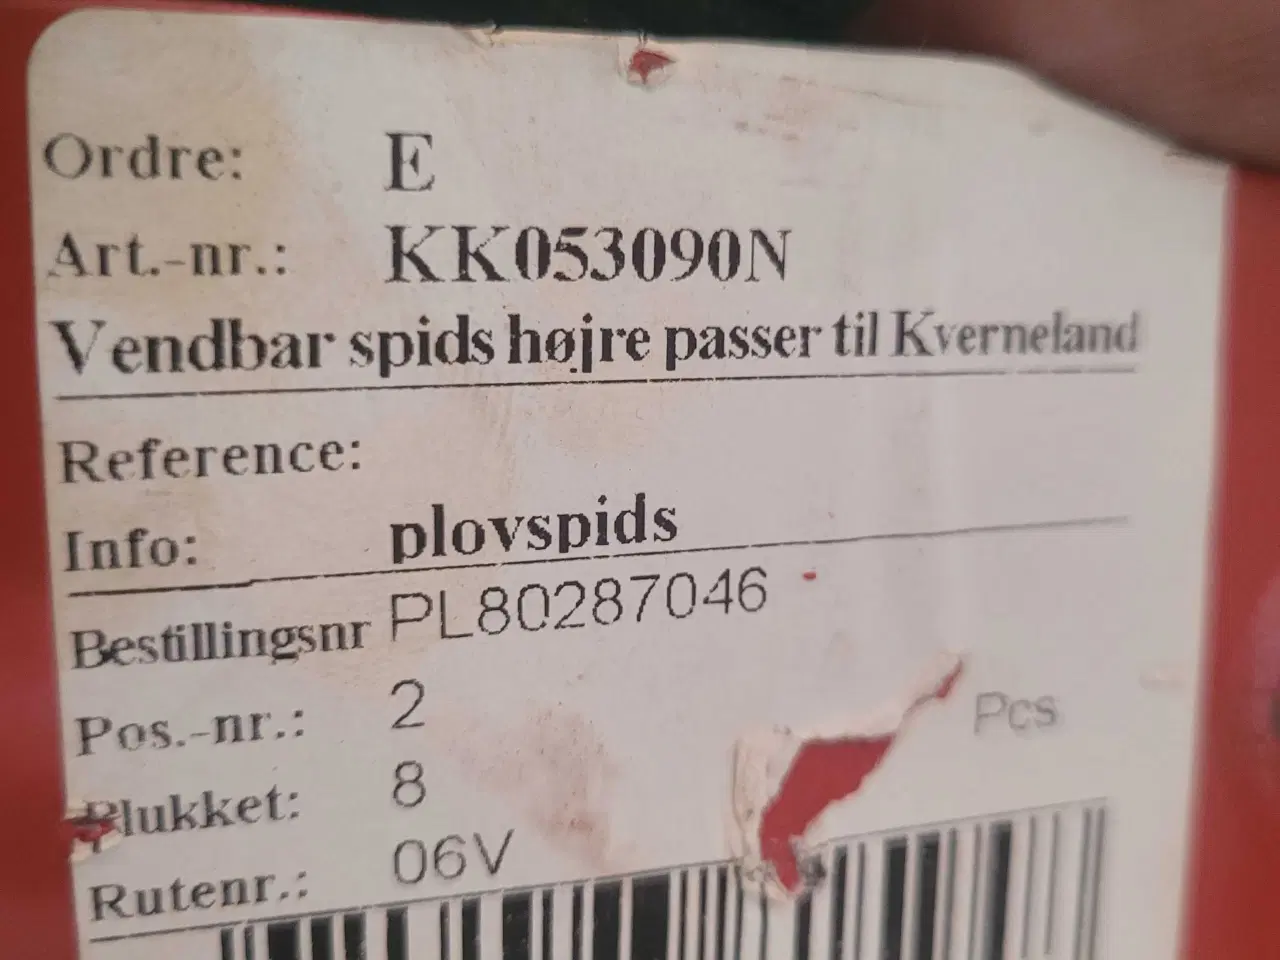 Ordre: E
Art.-nr.: KK053090N
Vendbar spids højre passer til Kverneland
Reference:
Info: plovspids
Bestillingsnr PL80287046
Pos.-nr.: 2
Plukket: 8 Pcs
Rutenr.: 06V